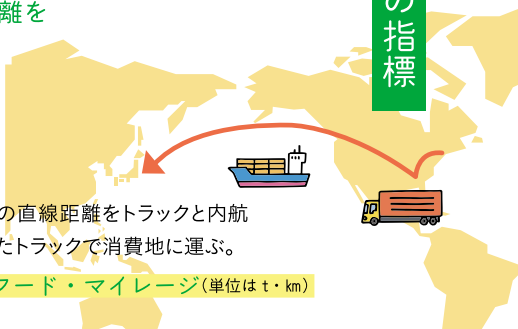 離を
の指標
の直線距離をトラックと内航
たトラックで消費地に運ぶ。
フード・マイレージ(単位はt・km)